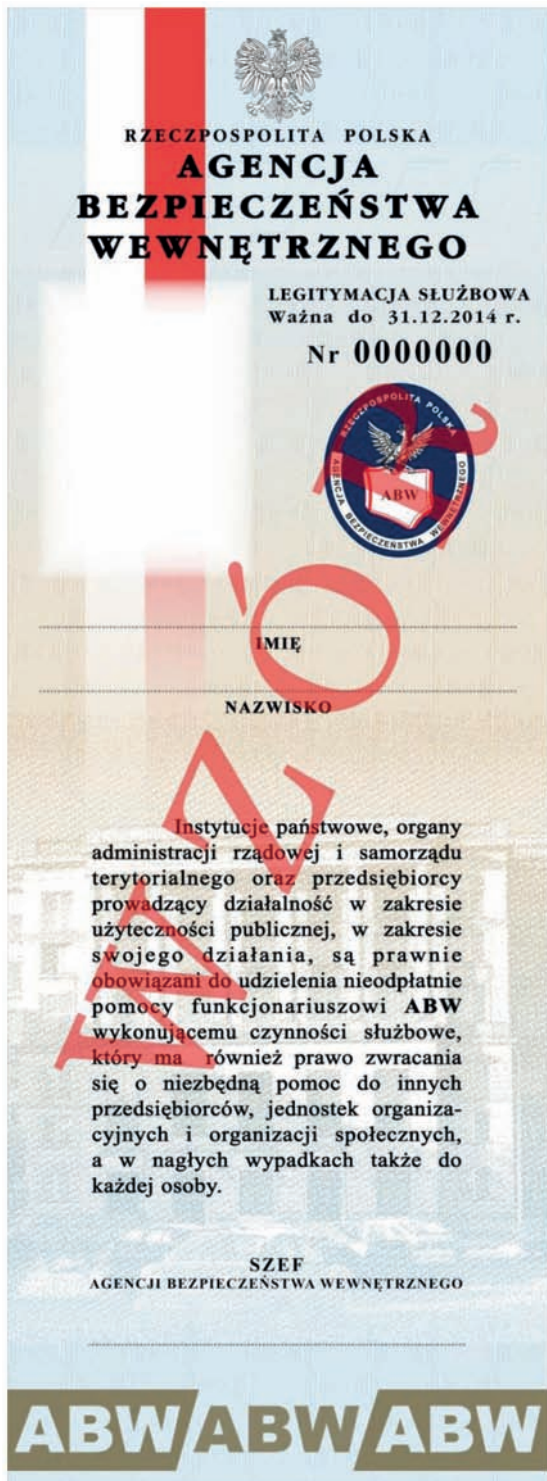 RZECZPOSPOLITA POLSKA
AGENCJA
BEZPIECZEŃSTWA
WEWNĘTRZNEGO
LEGITYMACJA SŁUŻBOWA
Ważna do 31.12.2014 r.
Nr 0000000
RZECZPOSPOLITA POLSKA
ABW
AGENCJA BEZPIECZEŃSTWA WEWNĘTRZNEGO
WZÓR
IMIĘ
NAZWISKO
Instytucje państwowe, organy
administracji rządowej i samorządu
terytorialnego oraz przedsiębiorcy
prowadzący działalność w zakresie
użyteczności publicznej, w zakresie
swojego działania, są prawnie
obowiązani do udzielenia nieodpłatnie
pomocy funkcjonariuszowi ABW
wykonującemu czynności służbowe,
który ma również prawo zwracania
się o niezbędną pomoc do innych
przedsiębiorców, jednostek organiza-
cyjnych i organizacji społecznych,
a w nagłych wypadkach także do
każdej osoby.
SZEF
AGENCJI BEZPIECZEŃSTWA WEWNĘTRZNEGO
ABW ABW ABW